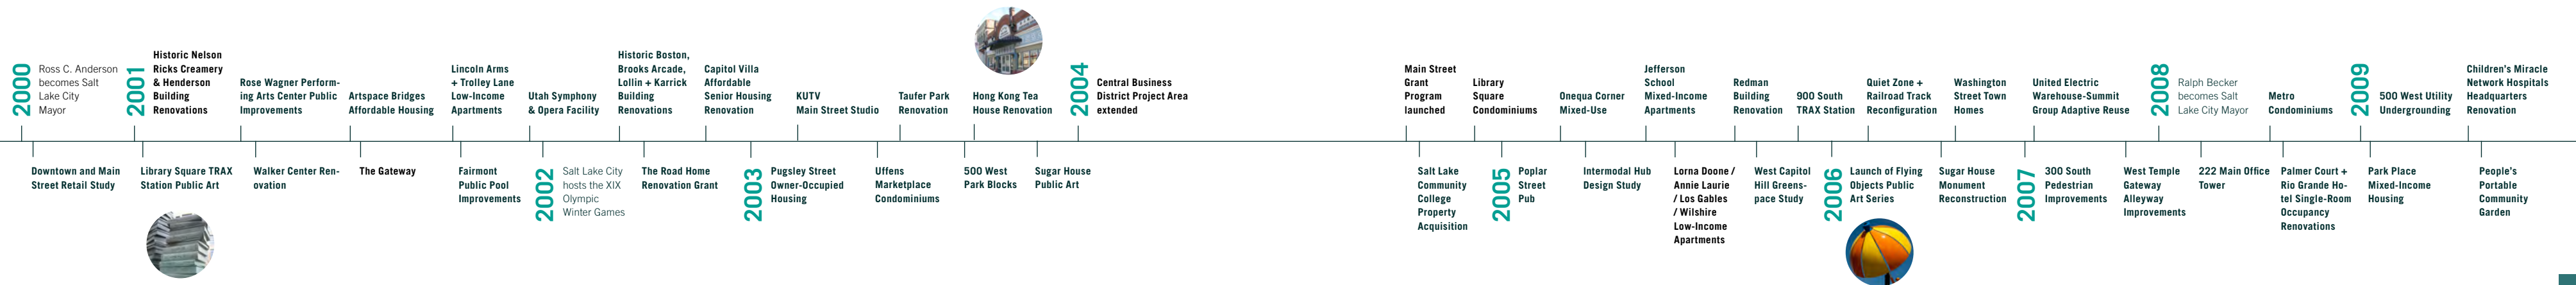 2000
Ross C. Anderson
becomes Salt
Lake City
Mayor
Downtown and Main
Street Retail Study
2001
Historic Nelson
Ricks Creamery
& Henderson
Building
Renovations
Library Square TRAX
Station Public Art
Rose Wagner Perform-
ing Arts Center Public
Improvements
Walker Center Ren-
ovation
Artspace Bridges
Affordable Housing
The Gateway
Lincoln Arms
+ Trolley Lane
Low-Income
Apartments
Fairmont
Public Pool
Improvements
Utah Symphony
& Opera Facility
2002
Salt Lake City
hosts the XIX
Olympic
Winter Games
Historic Boston,
Brooks Arcade,
Lollin + Karrick
Building
Renovations
The Road Home
Renovation Grant
Capitol Villa
Affordable
Senior Housing
Renovation
2003
Pugsley Street
Owner-Occupied
Housing
KUTV
Main Street Studio
Uffens
Marketplace
Condominiums
Taufer Park
Renovation
500 West
Park Blocks
Hong Kong Tea
House Renovation
Sugar House
Public Art
2004
Central Business
District Project Area
extended
Main Street
Grant
Program
launched
Salt Lake
Community
College
Property
Acquisition
Library
Square
Condominiums
2005
Poplar
Street
Pub
Onequa Corner
Mixed-Use
Intermodal Hub
Design Study
Jefferson
School
Mixed-Income
Apartments
Lorna Doone /
Annie Laurie
/ Los Gables
/ Wilshire
Low-Income
Apartments
Redman
Building
Renovation
West Capitol
Hill Greens-
pace Study
900 South
TRAX Station
2006
Launch of Flying
Objects Public
Art Series
Quiet Zone +
Railroad Track
Reconfiguration
Sugar House
Monument
Reconstruction
Washington
Street Town
Homes
2007
300 South
Pedestrian
Improvements
United Electric
Warehouse-Summit
Group Adaptive Reuse
West Temple
Gateway
Alleyway
Improvements
2008
Ralph Becker
becomes Salt
Lake City Mayor
222 Main Office
Tower
Metro
Condominiums
Palmer Court +
Rio Grande Ho-
tel Single-Room
Occupancy
Renovations
2009
500 West Utility
Undergrounding
Park Place
Mixed-Income
Housing
Children's Miracle
Network Hospitals
Headquarters
Renovation
People's
Portable
Community
Garden